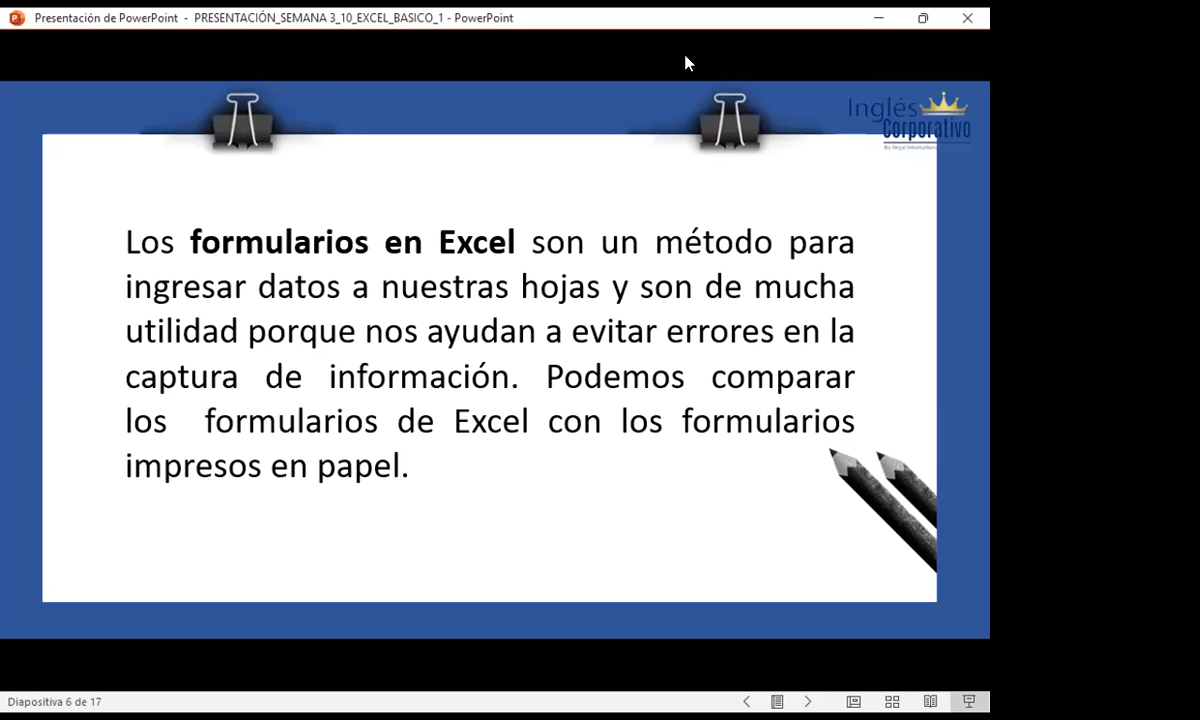 Presentación de PowerPoint - PRESENTACIÓN_SEMANA 3_10_EXCEL_BASICO_1 - PowerPoint
Inglés
Corporativo
Los formularios en Excel son un método para
ingresar datos a nuestras hojas y son de mucha
utilidad porque nos ayudan a evitar errores en la
captura de información. Podemos comparar
los formularios de Excel con los formularios
impresos en papel.
Diapositiva 6 de 17